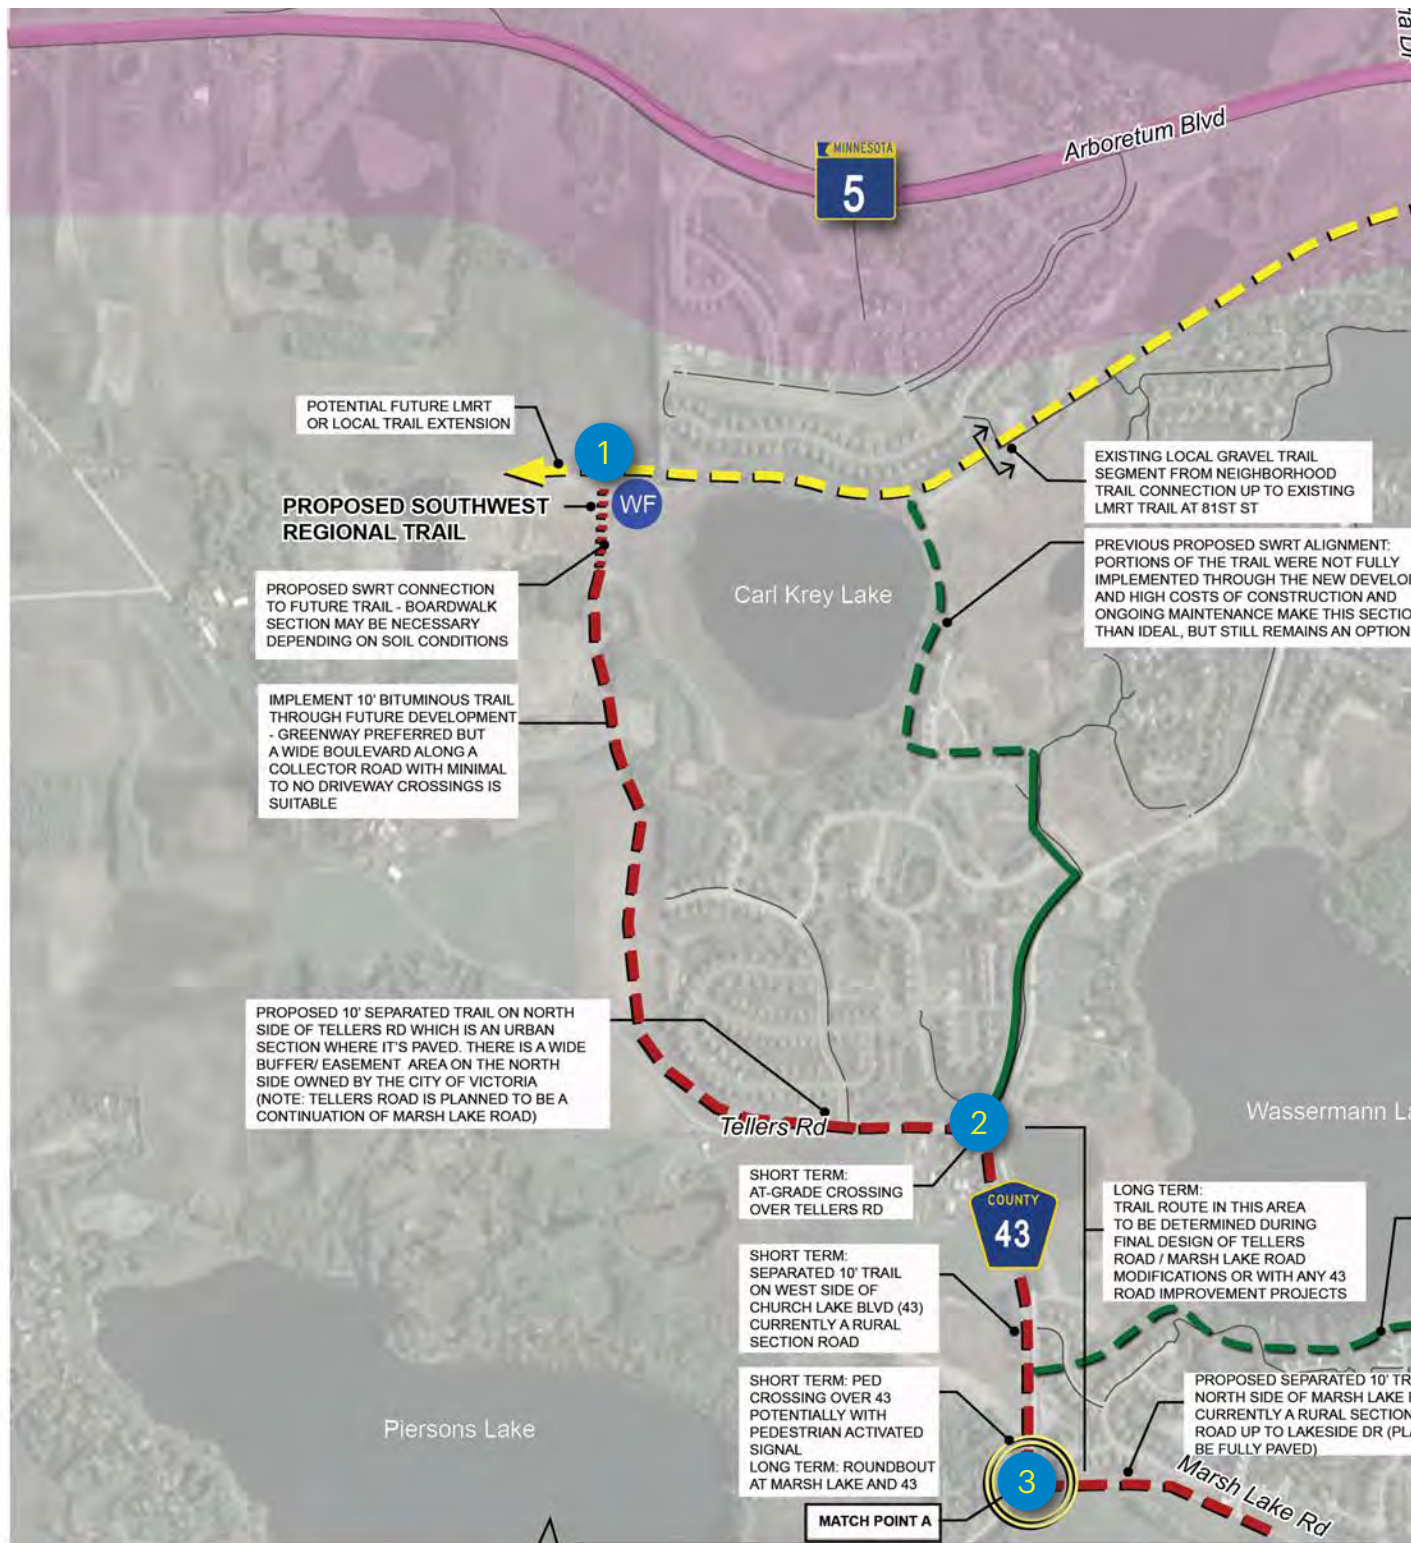 na Dr
Arboretum Blvd
MINNESOTA
5
POTENTIAL FUTURE LMRT
OR LOCAL TRAIL EXTENSION
1
WF
PROPOSED SOUTHWEST
REGIONAL TRAIL
EXISTING LOCAL GRAVEL TRAIL
SEGMENT FROM NEIGHBORHOOD
TRAIL CONNECTION UP TO EXISTING
LMRT TRAIL AT 81ST ST
PREVIOUS PROPOSED SWRT ALIGNMENT:
PORTIONS OF THE TRAIL WERE NOT FULLY
IMPLEMENTED THROUGH THE NEW DEVELO
AND HIGH COSTS OF CONSTRUCTION AND
ONGOING MAINTENANCE MAKE THIS SECTIO
THAN IDEAL, BUT STILL REMAINS AN OPTION
PROPOSED SWRT CONNECTION
TO FUTURE TRAIL - BOARDWALK
SECTION MAY BE NECESSARY
DEPENDING ON SOIL CONDITIONS
Carl Krey Lake
IMPLEMENT 10' BITUMINOUS TRAIL
THROUGH FUTURE DEVELOPMENT
- GREENWAY PREFERRED BUT
A WIDE BOULEVARD ALONG A
COLLECTOR ROAD WITH MINIMAL
TO NO DRIVEWAY CROSSINGS IS
SUITABLE
PROPOSED 10' SEPARATED TRAIL ON NORTH
SIDE OF TELLERS RD WHICH IS AN URBAN
SECTION WHERE IT'S PAVED. THERE IS A WIDE
BUFFER/ EASEMENT AREA ON THE NORTH
SIDE OWNED BY THE CITY OF VICTORIA
(NOTE: TELLERS ROAD IS PLANNED TO BE A
CONTINUATION OF MARSH LAKE ROAD)
Tellers Rd
2
Wassermann La
SHORT TERM:
AT-GRADE CROSSING
OVER TELLERS RD
COUNTY
43
LONG TERM:
TRAIL ROUTE IN THIS AREA
TO BE DETERMINED DURING
FINAL DESIGN OF TELLERS
ROAD / MARSH LAKE ROAD
MODIFICATIONS OR WITH ANY 43
ROAD IMPROVEMENT PROJECTS
SHORT TERM:
SEPARATED 10' TRAIL
ON WEST SIDE OF
CHURCH LAKE BLVD (43)
CURRENTLY A RURAL
SECTION ROAD
SHORT TERM: PED
CROSSING OVER 43
POTENTIALLY WITH
PEDESTRIAN ACTIVATED
SIGNAL
LONG TERM: ROUNDBOUT
AT MARSH LAKE AND 43
PROPOSED SEPARATED 10' TR
NORTH SIDE OF MARSH LAKE
CURRENTLY A RURAL SECTION
ROAD UP TO LAKESIDE DR (PLA
BE FULLY PAVED)
Piersons Lake
3
Marsh Lake Rd
MATCH POINT A